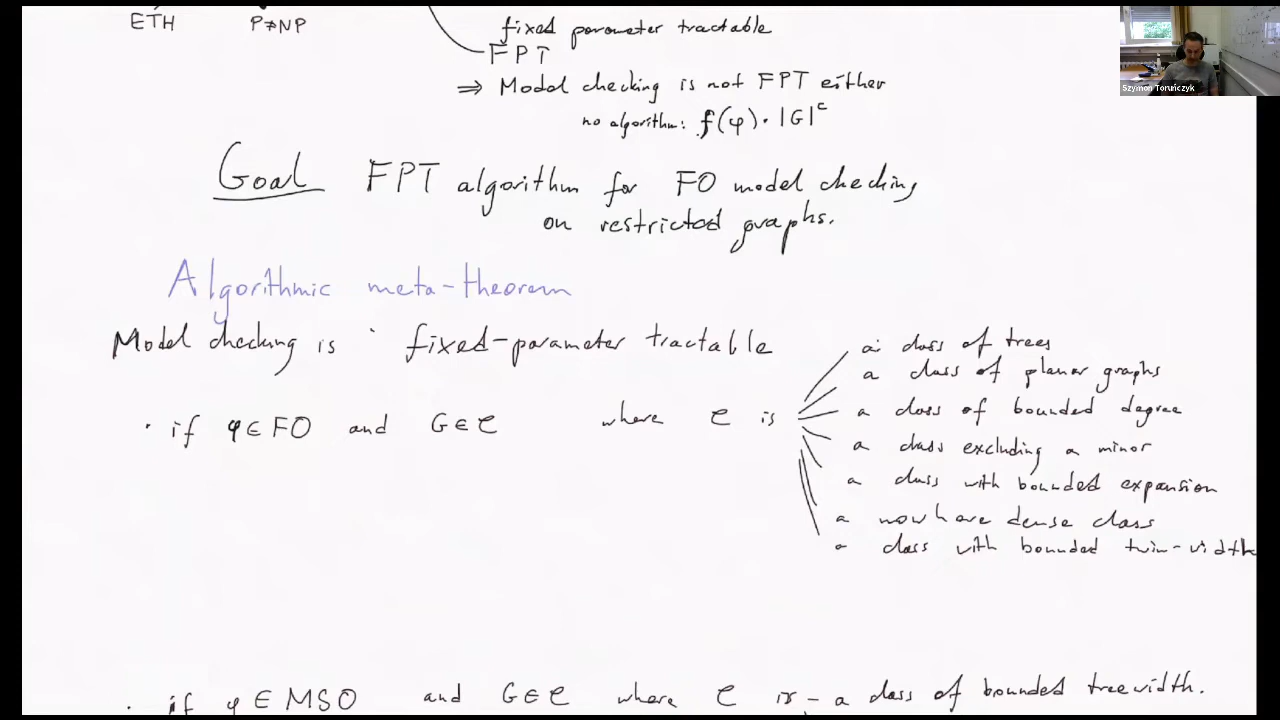 ETH P≠NP
fixed parameter tractable
FPT
⇒ Model checking is not FPT either
no algorithm: f(φ)·|G|^c
Szymon Toruńczyk
Goal FPT algorithm for FO model checking
on restricted graphs.
Algorithmic meta-theorem
Model checking is fixed-parameter tractable
· if φ∈FO and G∈C where C is
a class of trees
a class of planar graphs
a class of bounded degree
a class excluding a minor
a class with bounded expansion
a nowhere dense class
a class with bounded twin-width
· if φ∈MSO and G∈C where C is - a class of bounded treewidth.